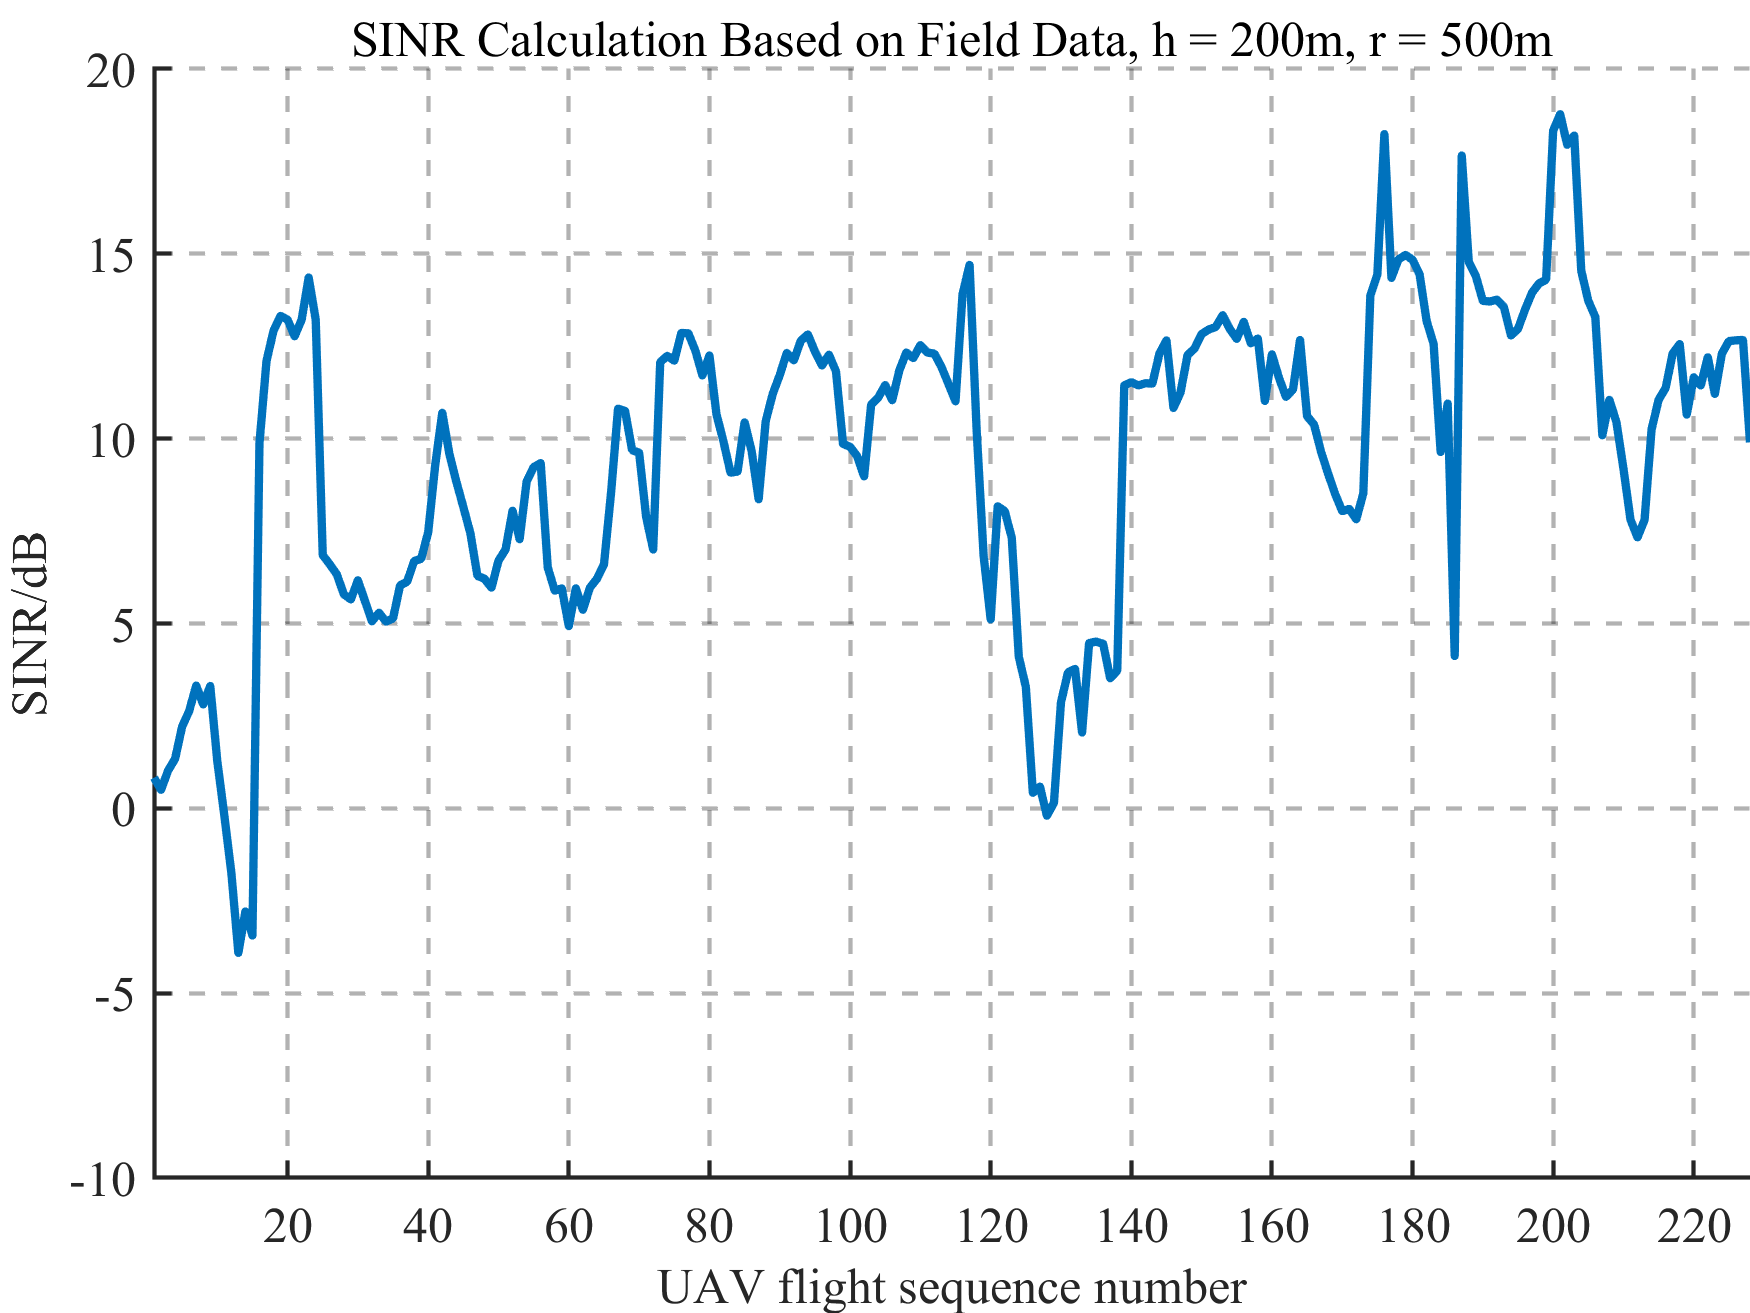 SINR Calculation Based on Field Data, h = 200m, r = 500m
20
15
10
5
0
-5
-10
SINR/dB
20 40 60 80 100 120 140 160 180 200 220
UAV flight sequence number